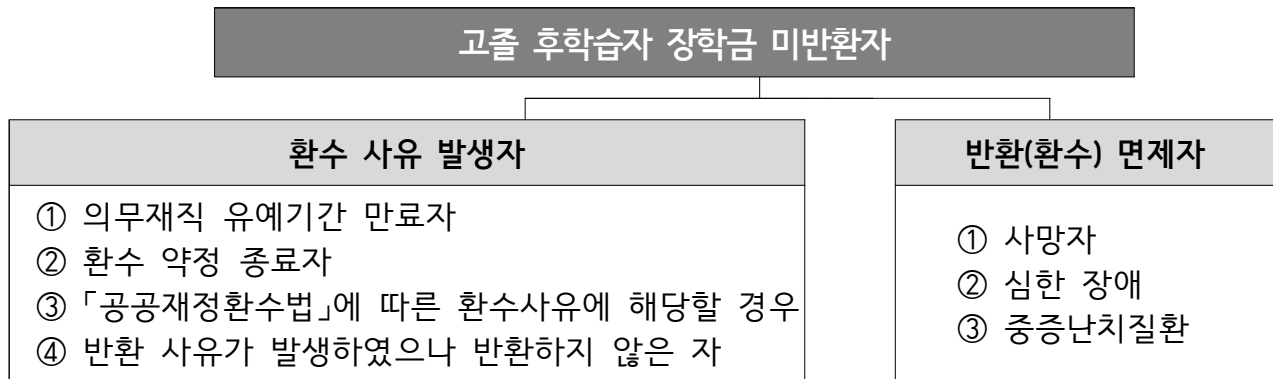 고졸 후학습자 장학금 미반환자
환수 사유 발생자
① 의무재직 유예기간 만료자
② 환수 약정 종료자
③ 「공공재정환수법」에 따른 환수사유에 해당할 경우
④ 반환 사유가 발생하였으나 반환하지 않은 자
반환(환수) 면제자
① 사망자
② 심한 장애
③ 중증난치질환